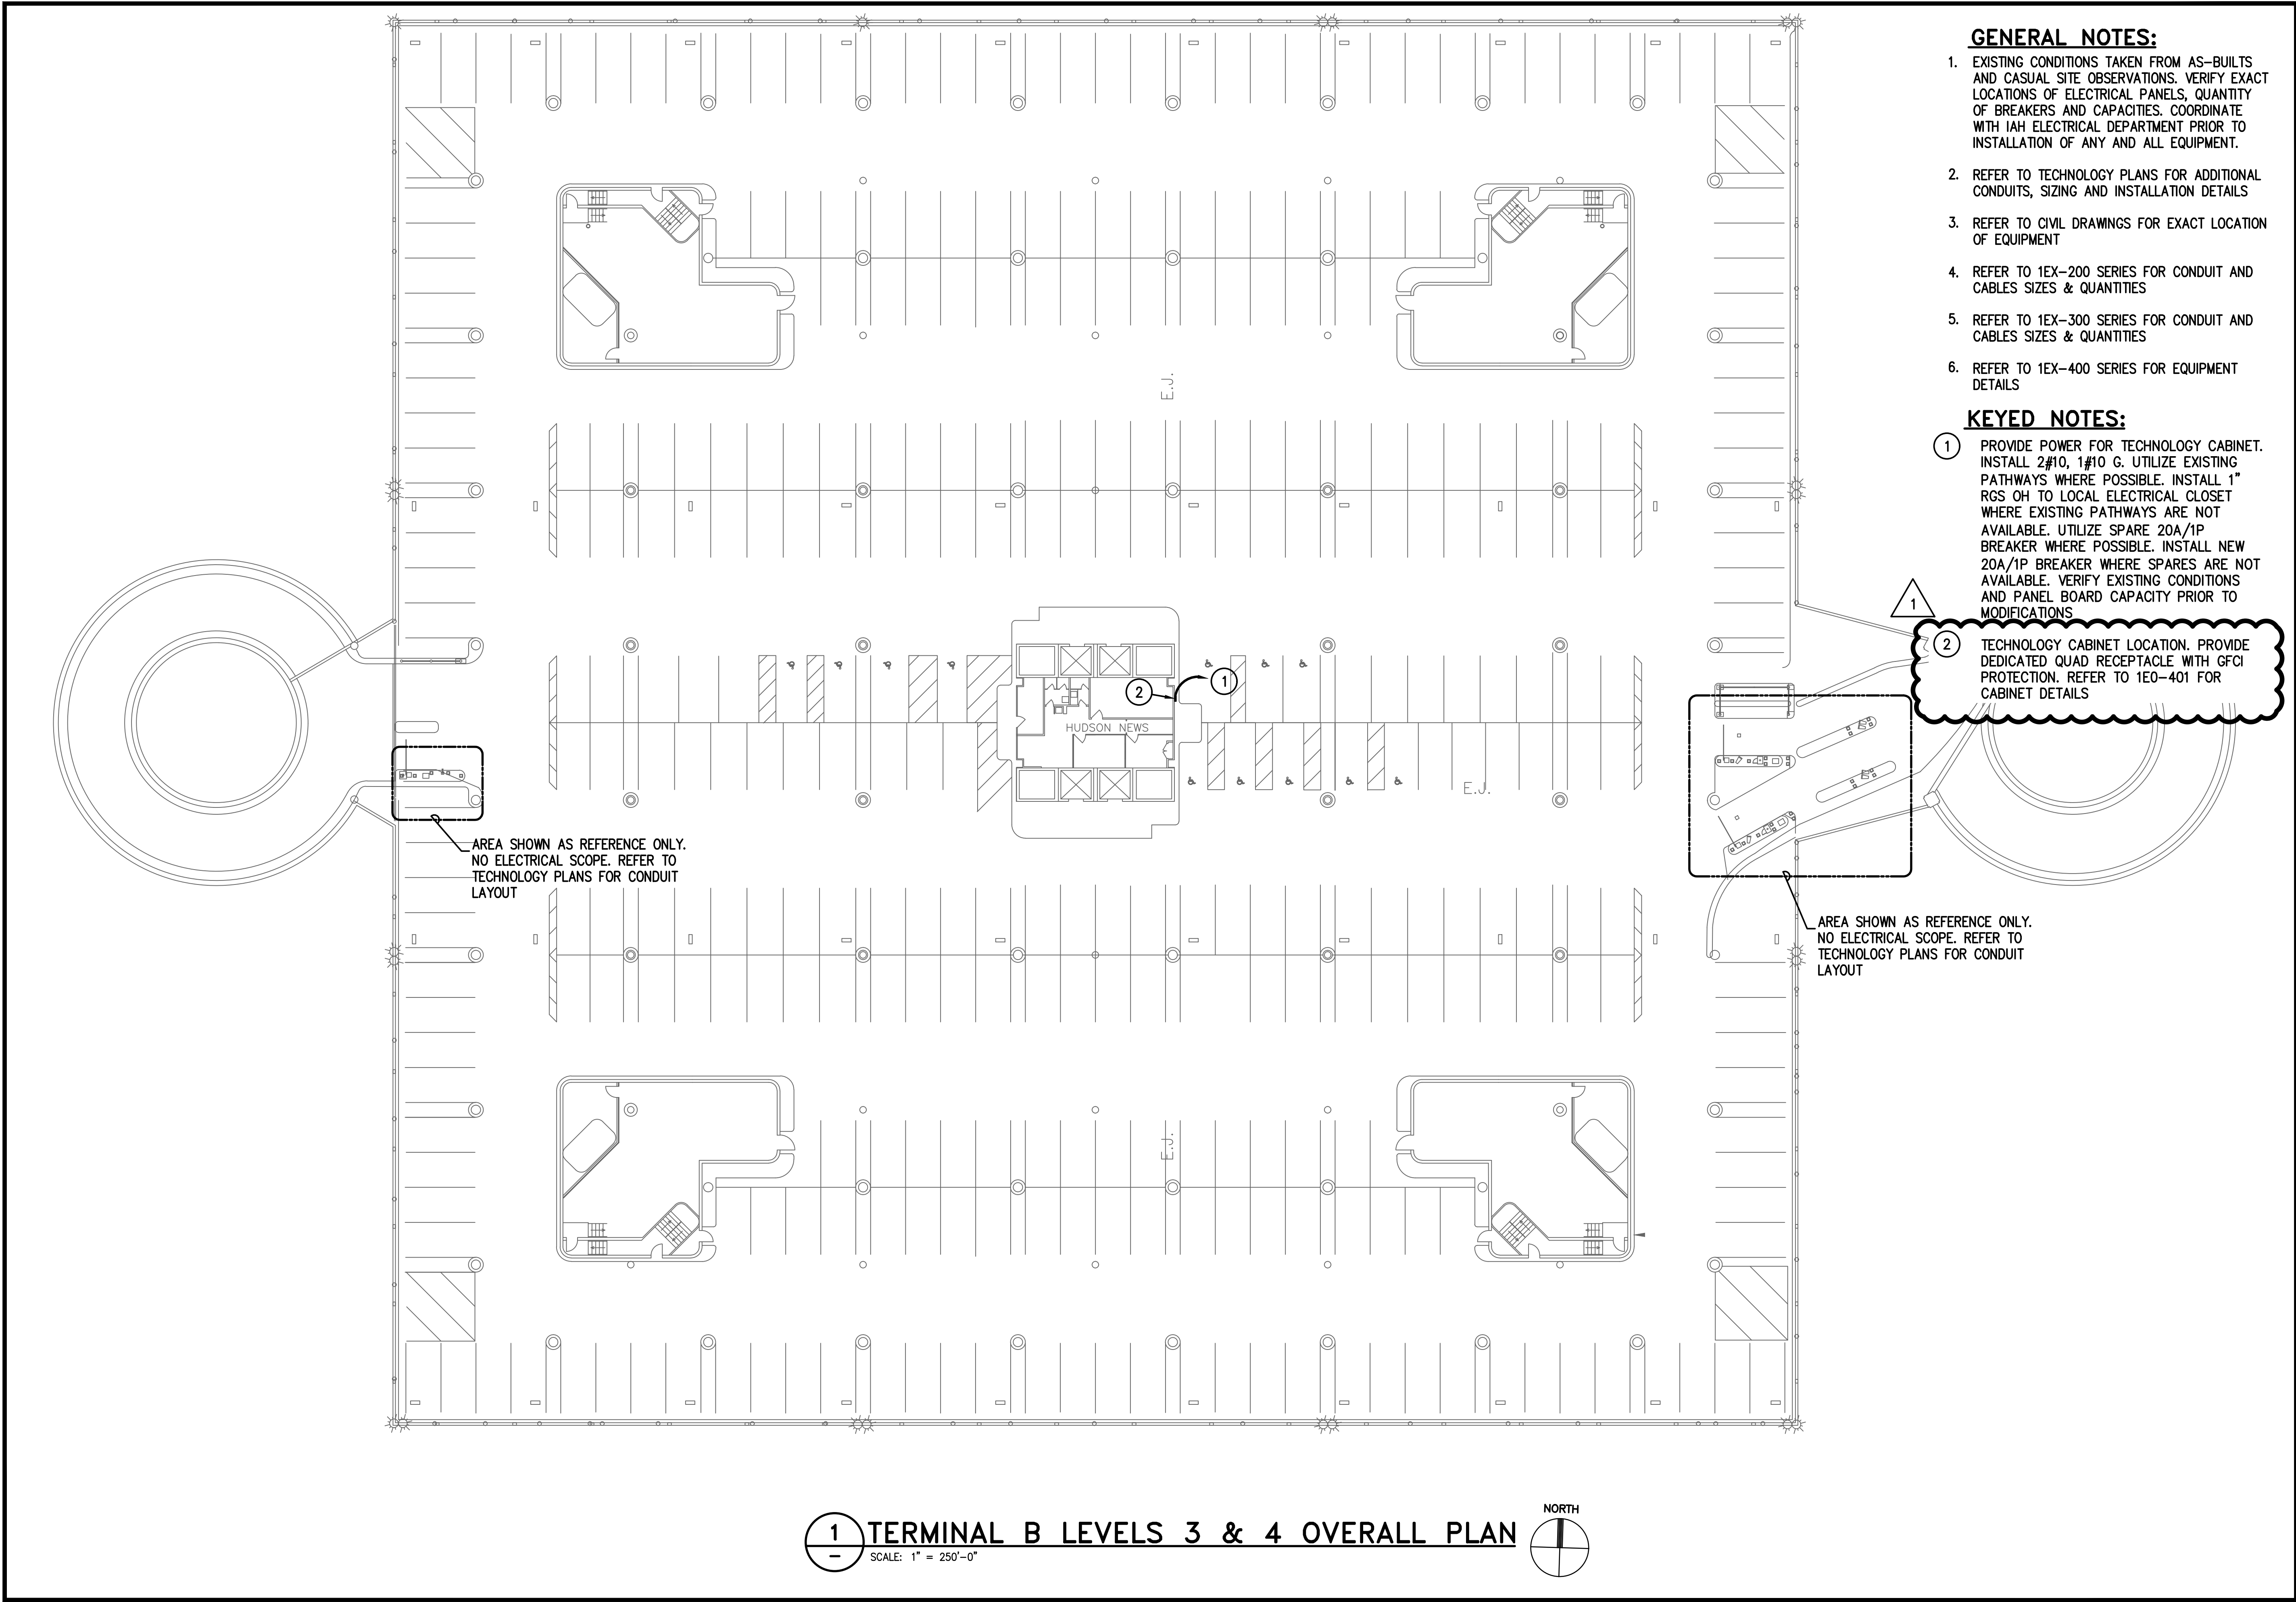 GENERAL NOTES:
1. EXISTING CONDITIONS TAKEN FROM AS-BUILTS
AND CASUAL SITE OBSERVATIONS. VERIFY EXACT
LOCATIONS OF ELECTRICAL PANELS, QUANTITY
OF BREAKERS AND CAPACITIES. COORDINATE
WITH IAH ELECTRICAL DEPARTMENT PRIOR TO
INSTALLATION OF ANY AND ALL EQUIPMENT.
2. REFER TO TECHNOLOGY PLANS FOR ADDITIONAL
CONDUITS, SIZING AND INSTALLATION DETAILS
3. REFER TO CIVIL DRAWINGS FOR EXACT LOCATION
OF EQUIPMENT
4. REFER TO 1EX-200 SERIES FOR CONDUIT AND
CABLES SIZES & QUANTITIES
5. REFER TO 1EX-300 SERIES FOR CONDUIT AND
CABLES SIZES & QUANTITIES
6. REFER TO 1EX-400 SERIES FOR EQUIPMENT
DETAILS
KEYED NOTES:
1 PROVIDE POWER FOR TECHNOLOGY CABINET.
INSTALL 2#10, 1#10 G. UTILIZE EXISTING
PATHWAYS WHERE POSSIBLE. INSTALL 1"
RGS OH TO LOCAL ELECTRICAL CLOSET
WHERE EXISTING PATHWAYS ARE NOT
AVAILABLE. UTILIZE SPARE 20A/1P
BREAKER WHERE POSSIBLE. INSTALL NEW
20A/1P BREAKER WHERE SPARES ARE NOT
AVAILABLE. VERIFY EXISTING CONDITIONS
AND PANEL BOARD CAPACITY PRIOR TO
MODIFICATIONS
1
2 TECHNOLOGY CABINET LOCATION. PROVIDE
DEDICATED QUAD RECEPTACLE WITH GFCI
PROTECTION. REFER TO 1E0-401 FOR
CABINET DETAILS
E.J.
2
1
HUDSON NEWS
E.J.
AREA SHOWN AS REFERENCE ONLY.
NO ELECTRICAL SCOPE. REFER TO
TECHNOLOGY PLANS FOR CONDUIT
LAYOUT
AREA SHOWN AS REFERENCE ONLY.
NO ELECTRICAL SCOPE. REFER TO
TECHNOLOGY PLANS FOR CONDUIT
LAYOUT
E.J.
1
-
TERMINAL B LEVELS 3 & 4 OVERALL PLAN
SCALE: 1" = 250'-0"
NORTH